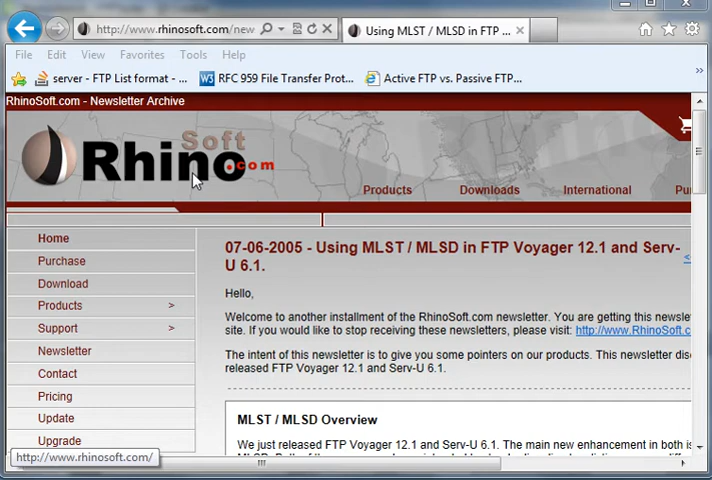 http://www.rhinosoft.com/new
Using MLST / MLSD in FTP ...
File Edit View Favorites Tools Help
server - FTP List format - ...
W3 RFC 959 File Transfer Prot...
Active FTP vs. Passive FTP...
RhinoSoft.com - Newsletter Archive
Soft
Rhino.com
Products Downloads International
Home
Purchase
Download
Products >
Support >
Newsletter
Contact
Pricing
Update
Upgrade
07-06-2005 - Using MLST / MLSD in FTP Voyager 12.1 and Serv-
U 6.1.
Hello,
Welcome to another installment of the RhinoSoft.com newsletter. You are getting this
site. If you would like to stop receiving these newsletters, please visit: http://www.RhinoSoft.c
The intent of this newsletter is to give you some pointers on our products. This newsletter
released FTP Voyager 12.1 and Serv-U 6.1.
MLST / MLSD Overview
We just released FTP Voyager 12.1 and Serv-U 6.1. The main new enhancement in both is
http://www.rhinosoft.com/